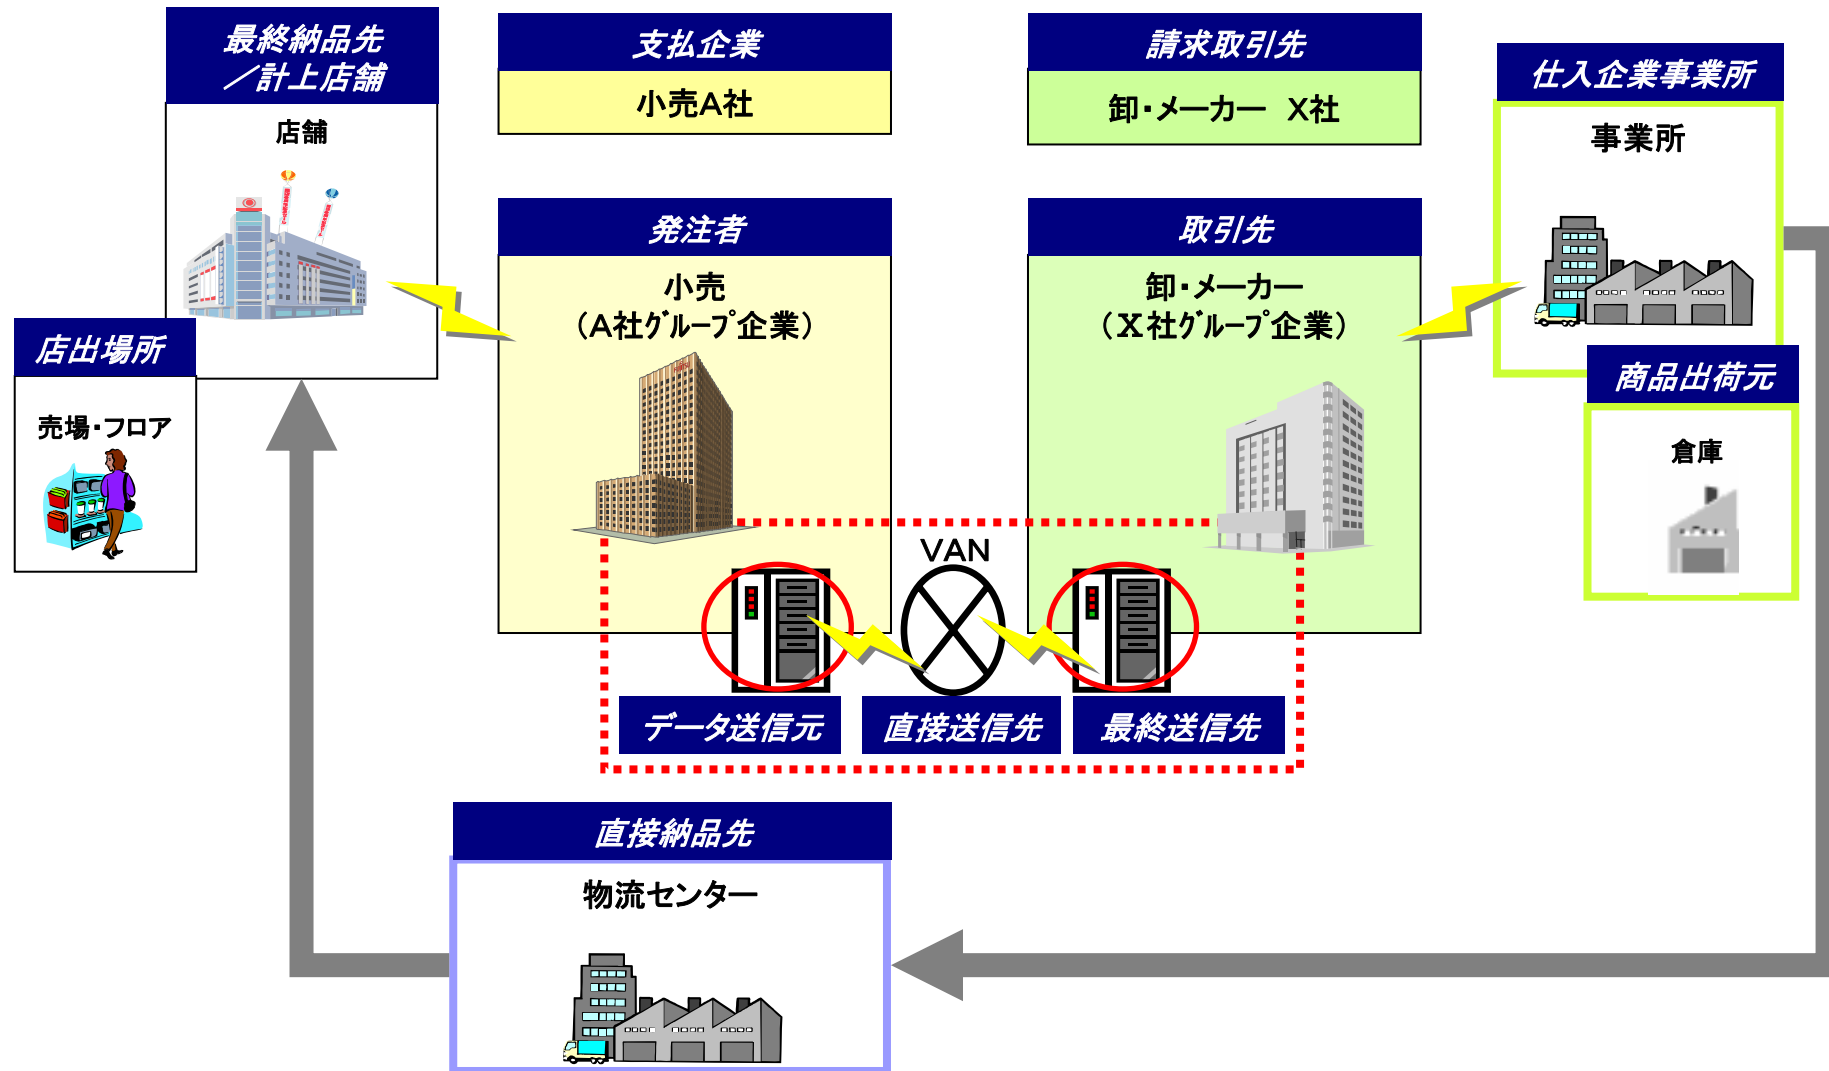 最終納品先
／計上店舗
店舗
支払企業
小売A社
請求取引先
卸・メーカー　X社
仕入企業事業所
事業所
発注者
小売
（A社グループ企業）
取引先
卸・メーカー
（X社グループ企業）
店出場所
売場・フロア
商品出荷元
倉庫
VAN
データ送信元
直接送信先
最終送信先
直接納品先
物流センター